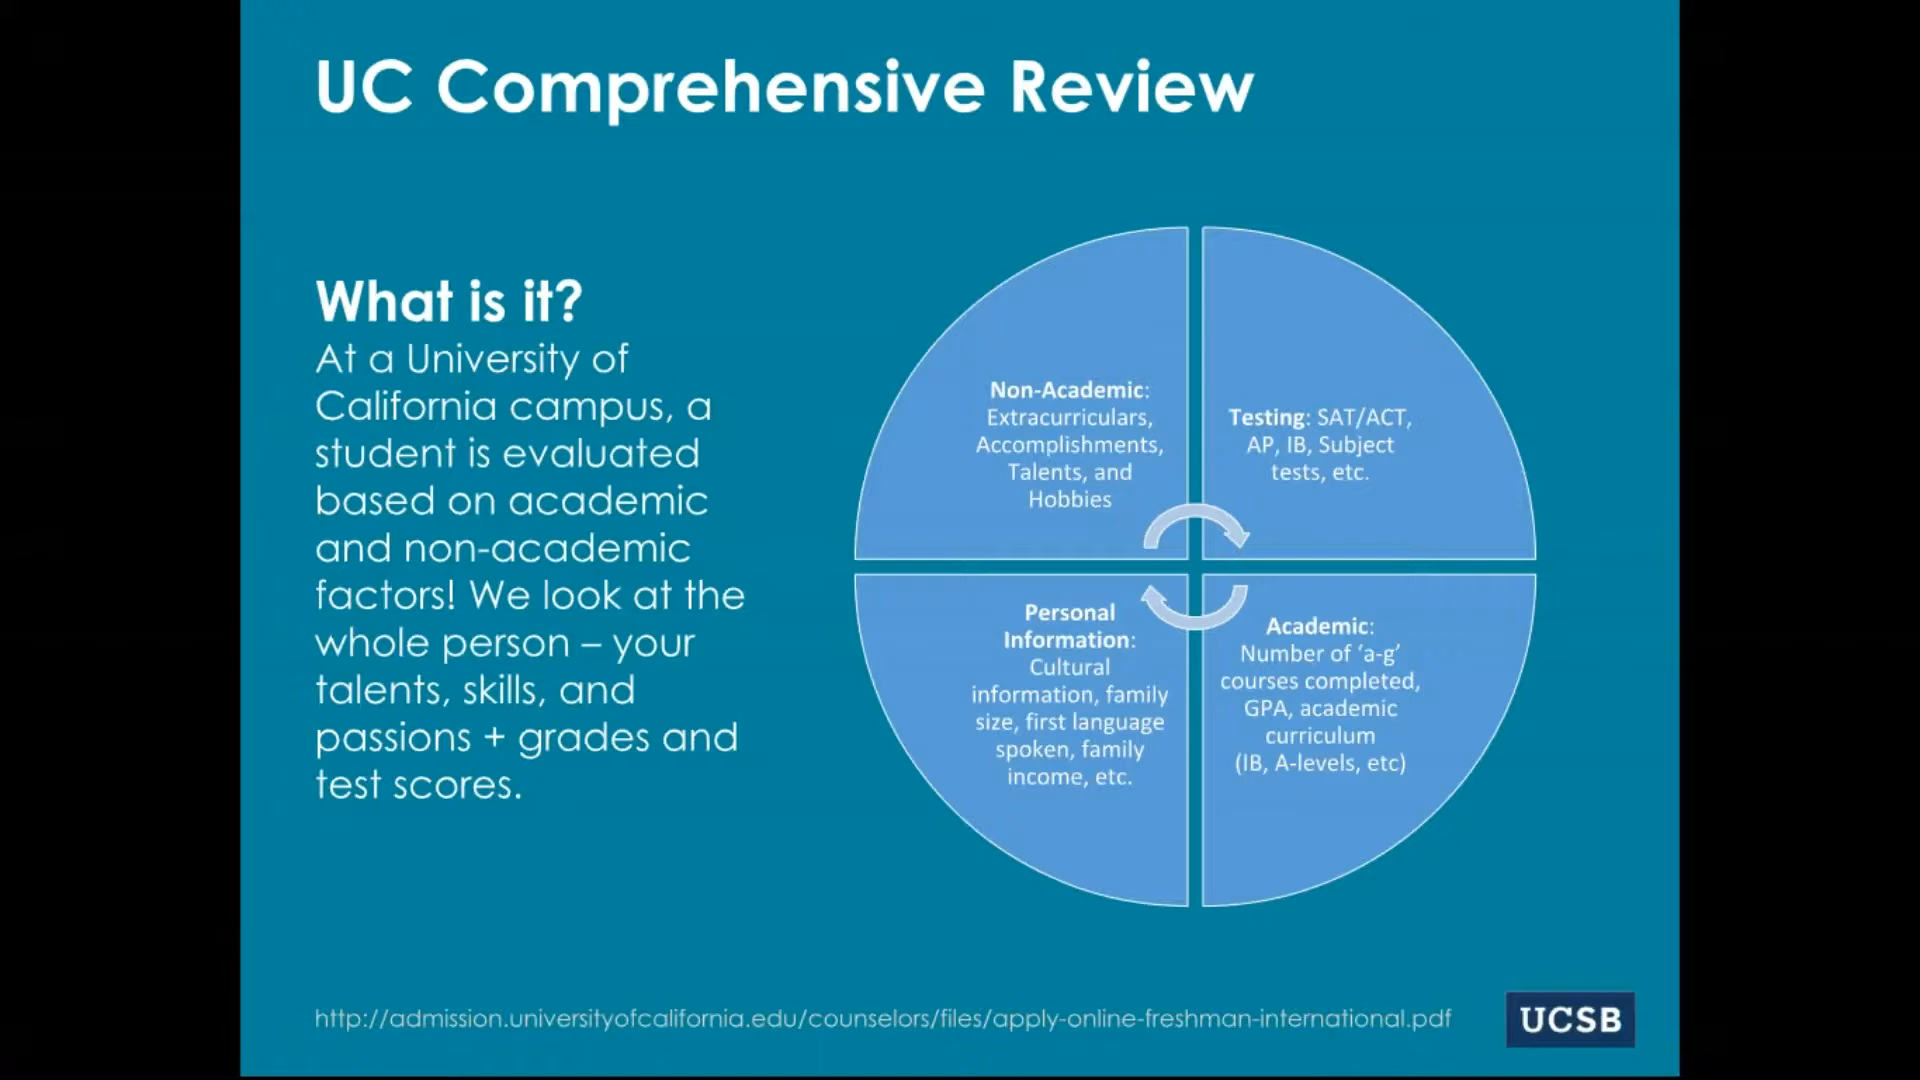 UC Comprehensive Review
What is it?
At a University of
California campus, a
student is evaluated
based on academic
and non-academic
factors! We look at the
whole person – your
talents, skills, and
passions + grades and
test scores.
Non-Academic:
Extracurriculars,
Accomplishments,
Talents, and
Hobbies
Testing: SAT/ACT,
AP, IB, Subject
tests, etc.
Personal
Information:
Cultural
information, family
size, first language
spoken, family
income, etc.
Academic:
Number of ‘a-g’
courses completed,
GPA, academic
curriculum
(IB, A-levels, etc)
http://admission.universityofcalifornia.edu/counselors/files/apply-online-freshman-international.pdf
UCSB